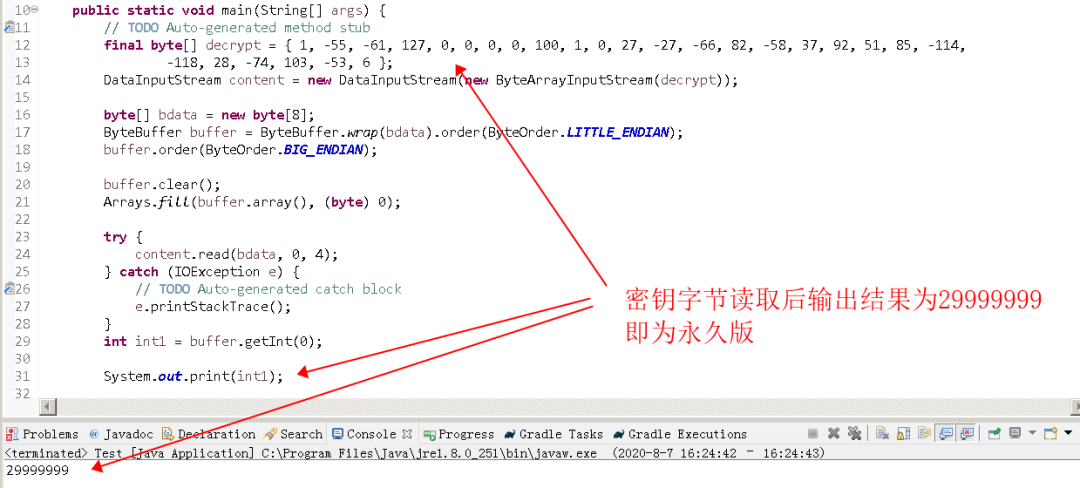 10 public static void main(String[] args) {
11 // TODO Auto-generated method stub
12 final byte[] decrypt = { 1, -55, -61, 127, 0, 0, 0, 0, 100, 1, 0, 27, -27, -66, 82, -58, 37, 92, 51, 85, -114,
13 -118, 28, -74, 103, -53, 6 };
14 DataInputStream content = new DataInputStream(new ByteArrayInputStream(decrypt));
15
16 byte[] bdata = new byte[8];
17 ByteBuffer buffer = ByteBuffer.wrap(bdata).order(ByteOrder.LITTLE_ENDIAN);
18 buffer.order(ByteOrder.BIG_ENDIAN);
19
20 buffer.clear();
21 Arrays.fill(buffer.array(), (byte) 0);
22
23 try {
24 content.read(bdata, 0, 4);
25 } catch (IOException e) {
26 // TODO Auto-generated catch block
27 e.printStackTrace();
28 }
29 int int1 = buffer.getInt(0);
30
31 System.out.print(int1);
32
密钥字节读取后输出结果为29999999
即为永久版
Problems @ Javadoc Declaration Search Console Progress Gradle Tasks Gradle Executions
<terminated> Test [Java Application] C:\Program Files\Java\jre1.8.0_251\bin\javaw.exe (2020-8-7 16:24:42 - 16:24:43)
29999999